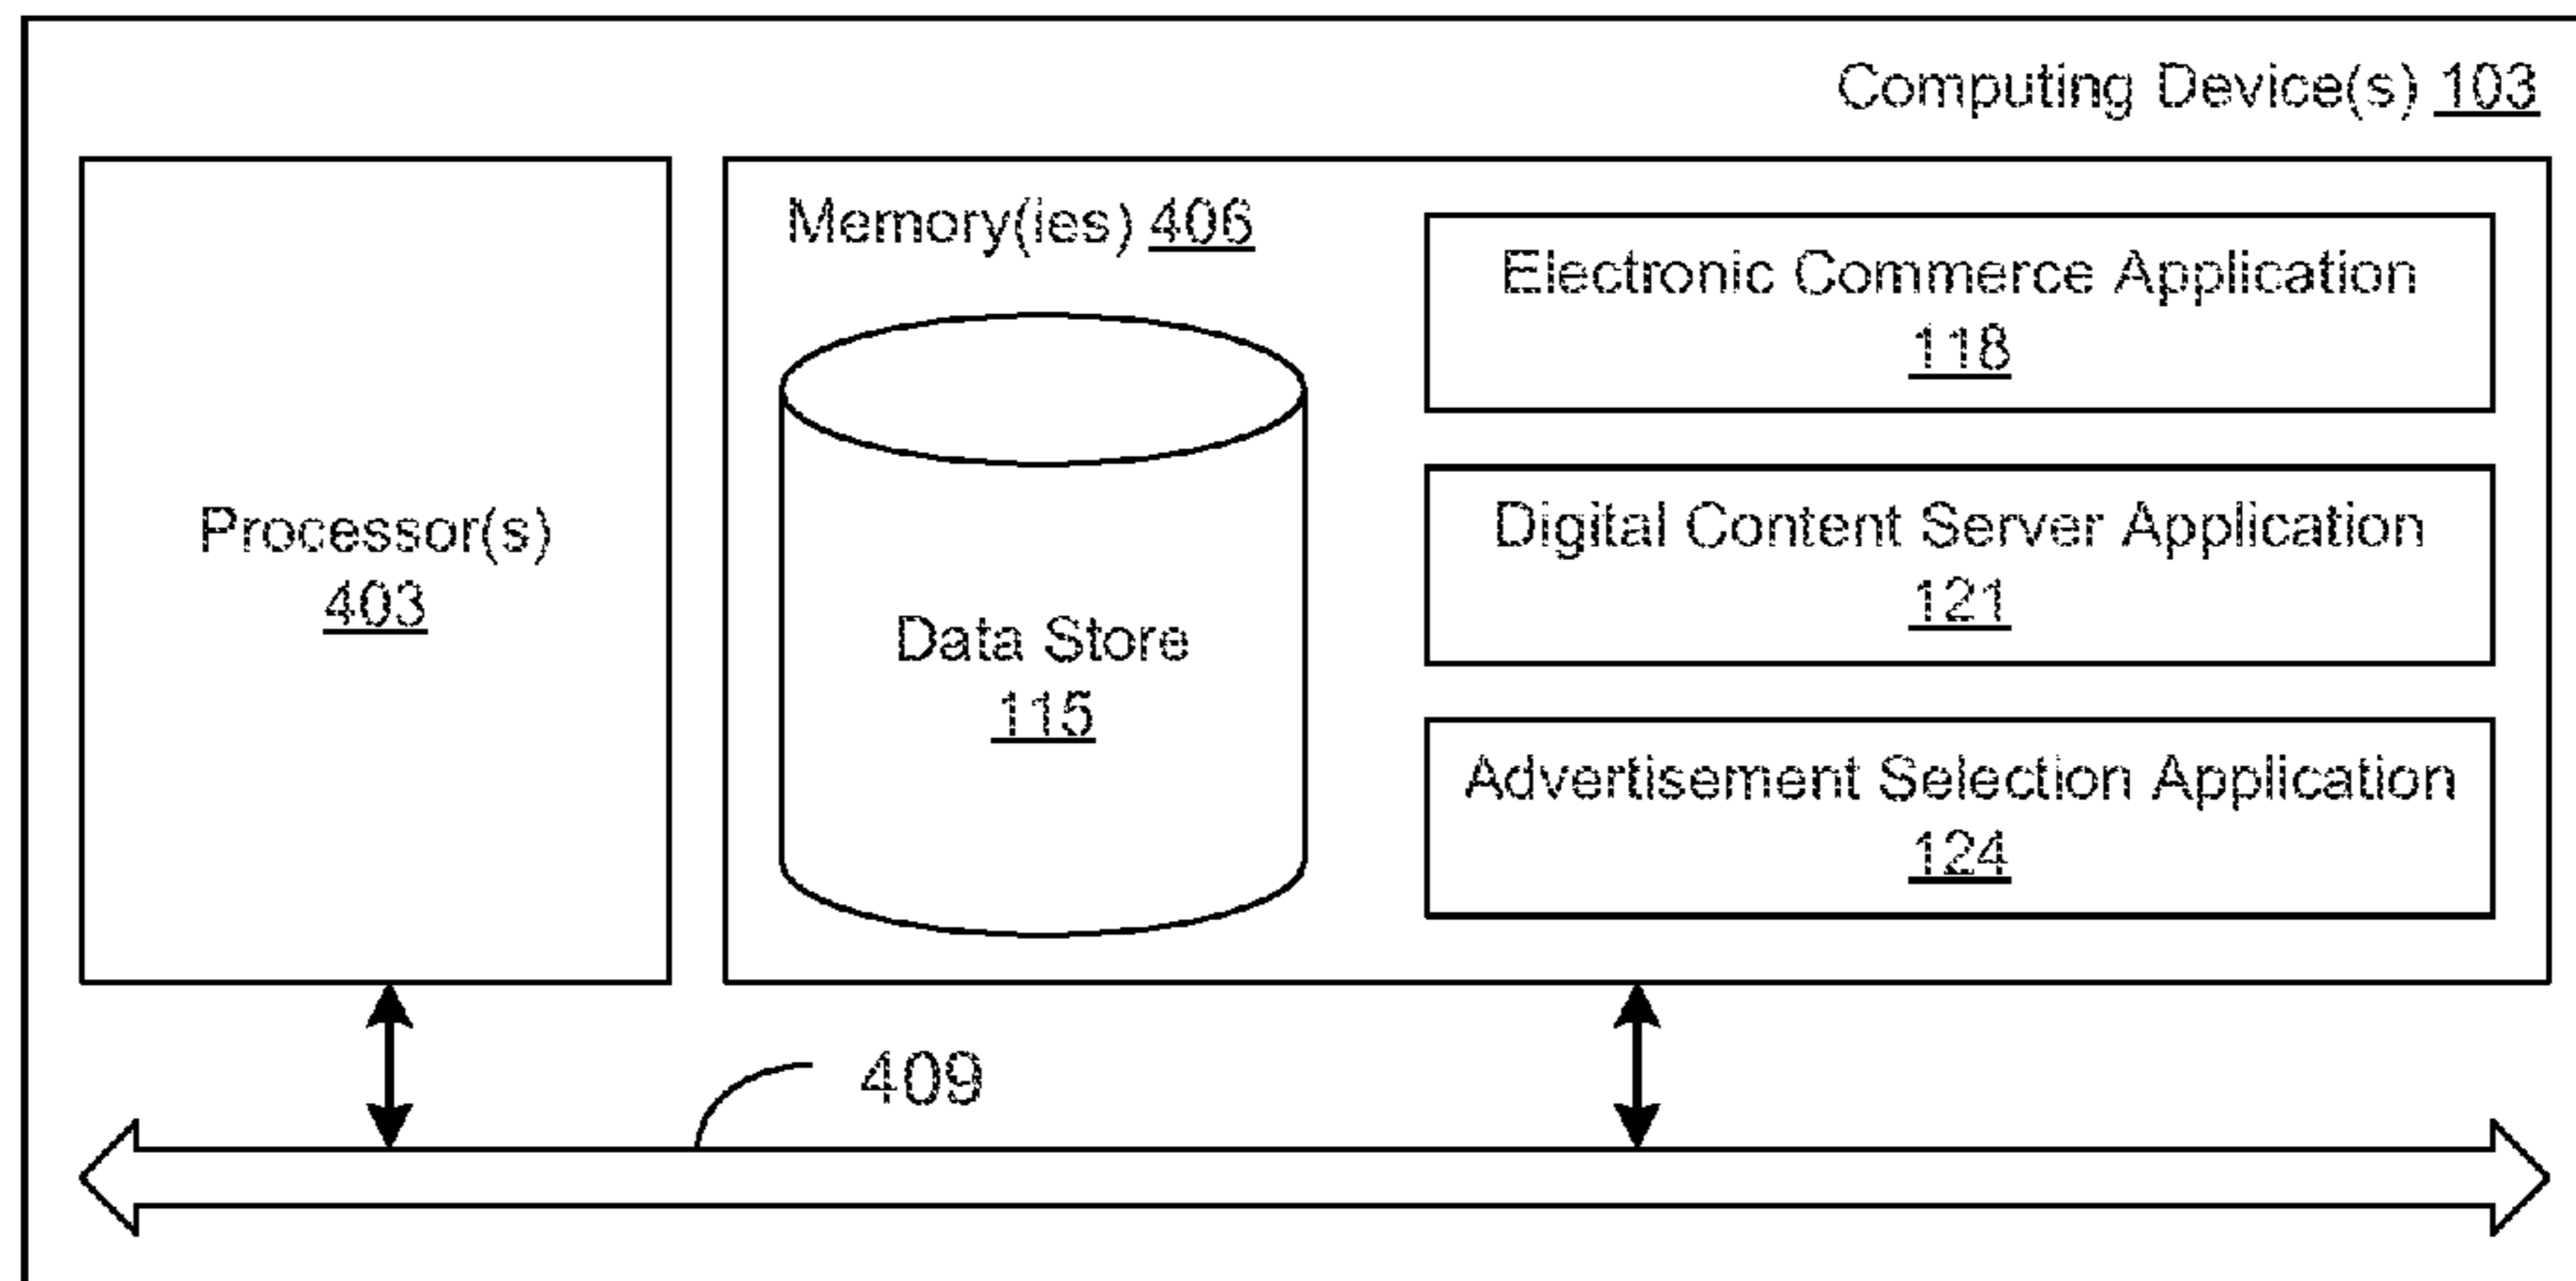 Computing Device(s) 103
Processor(s)
403
Memory(ies) 406
Data Store
115
Electronic Commerce Application
118
Digital Content Server Application
121
Advertisement Selection Application
124
409